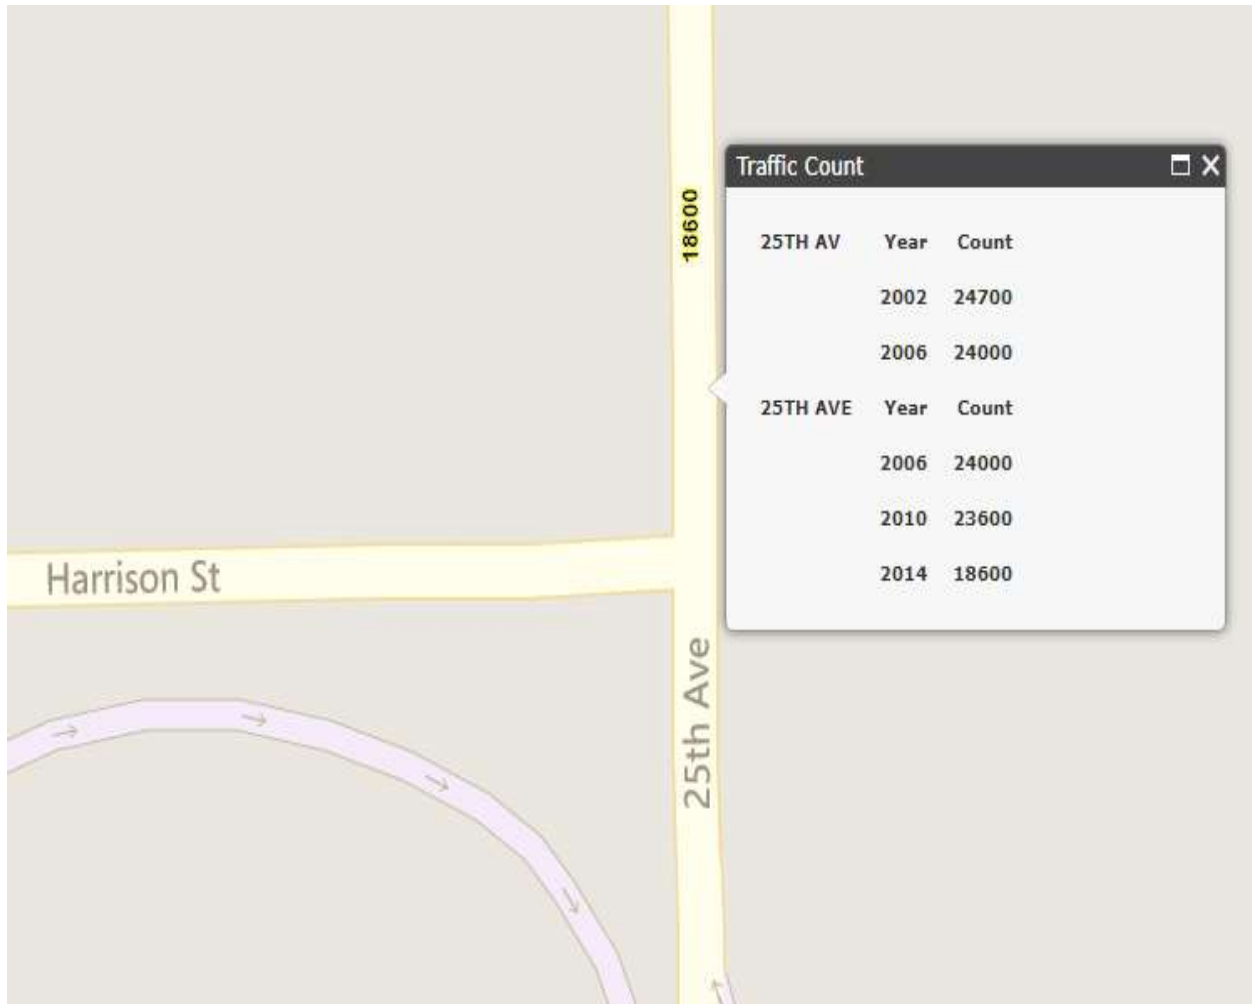 Traffic Count
18600
25TH AV Year Count
2002 24700
2006 24000
25TH AVE Year Count
2006 24000
2010 23600
2014 18600
Harrison St
25th Ave